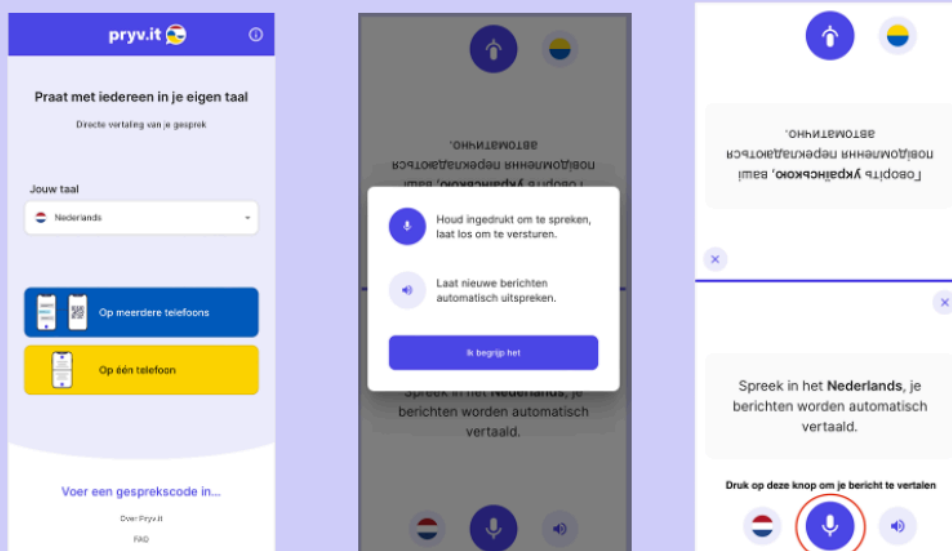 pryv.it
Praat met iedereen in je eigen taal
Directe vertaling van je gesprek
Jouw taal
Nederlands
Op meerdere telefoons
Op één telefoon
Voer een gesprekscode in...
Over Pryv.it
FAQ
Говоріть українською, ваші
повідомлення перекладаються
автоматично.
Houd ingedrukt om te spreken,
laat los om te versturen.
Laat nieuwe berichten
automatisch uitspreken.
Ik begrijp het
Spreek in het Nederlands, je
berichten worden automatisch
vertaald.
Говоріть українською, ваші
повідомлення перекладаються
автоматично.
Spreek in het Nederlands, je
berichten worden automatisch
vertaald.
Druk op deze knop om je bericht te vertalen